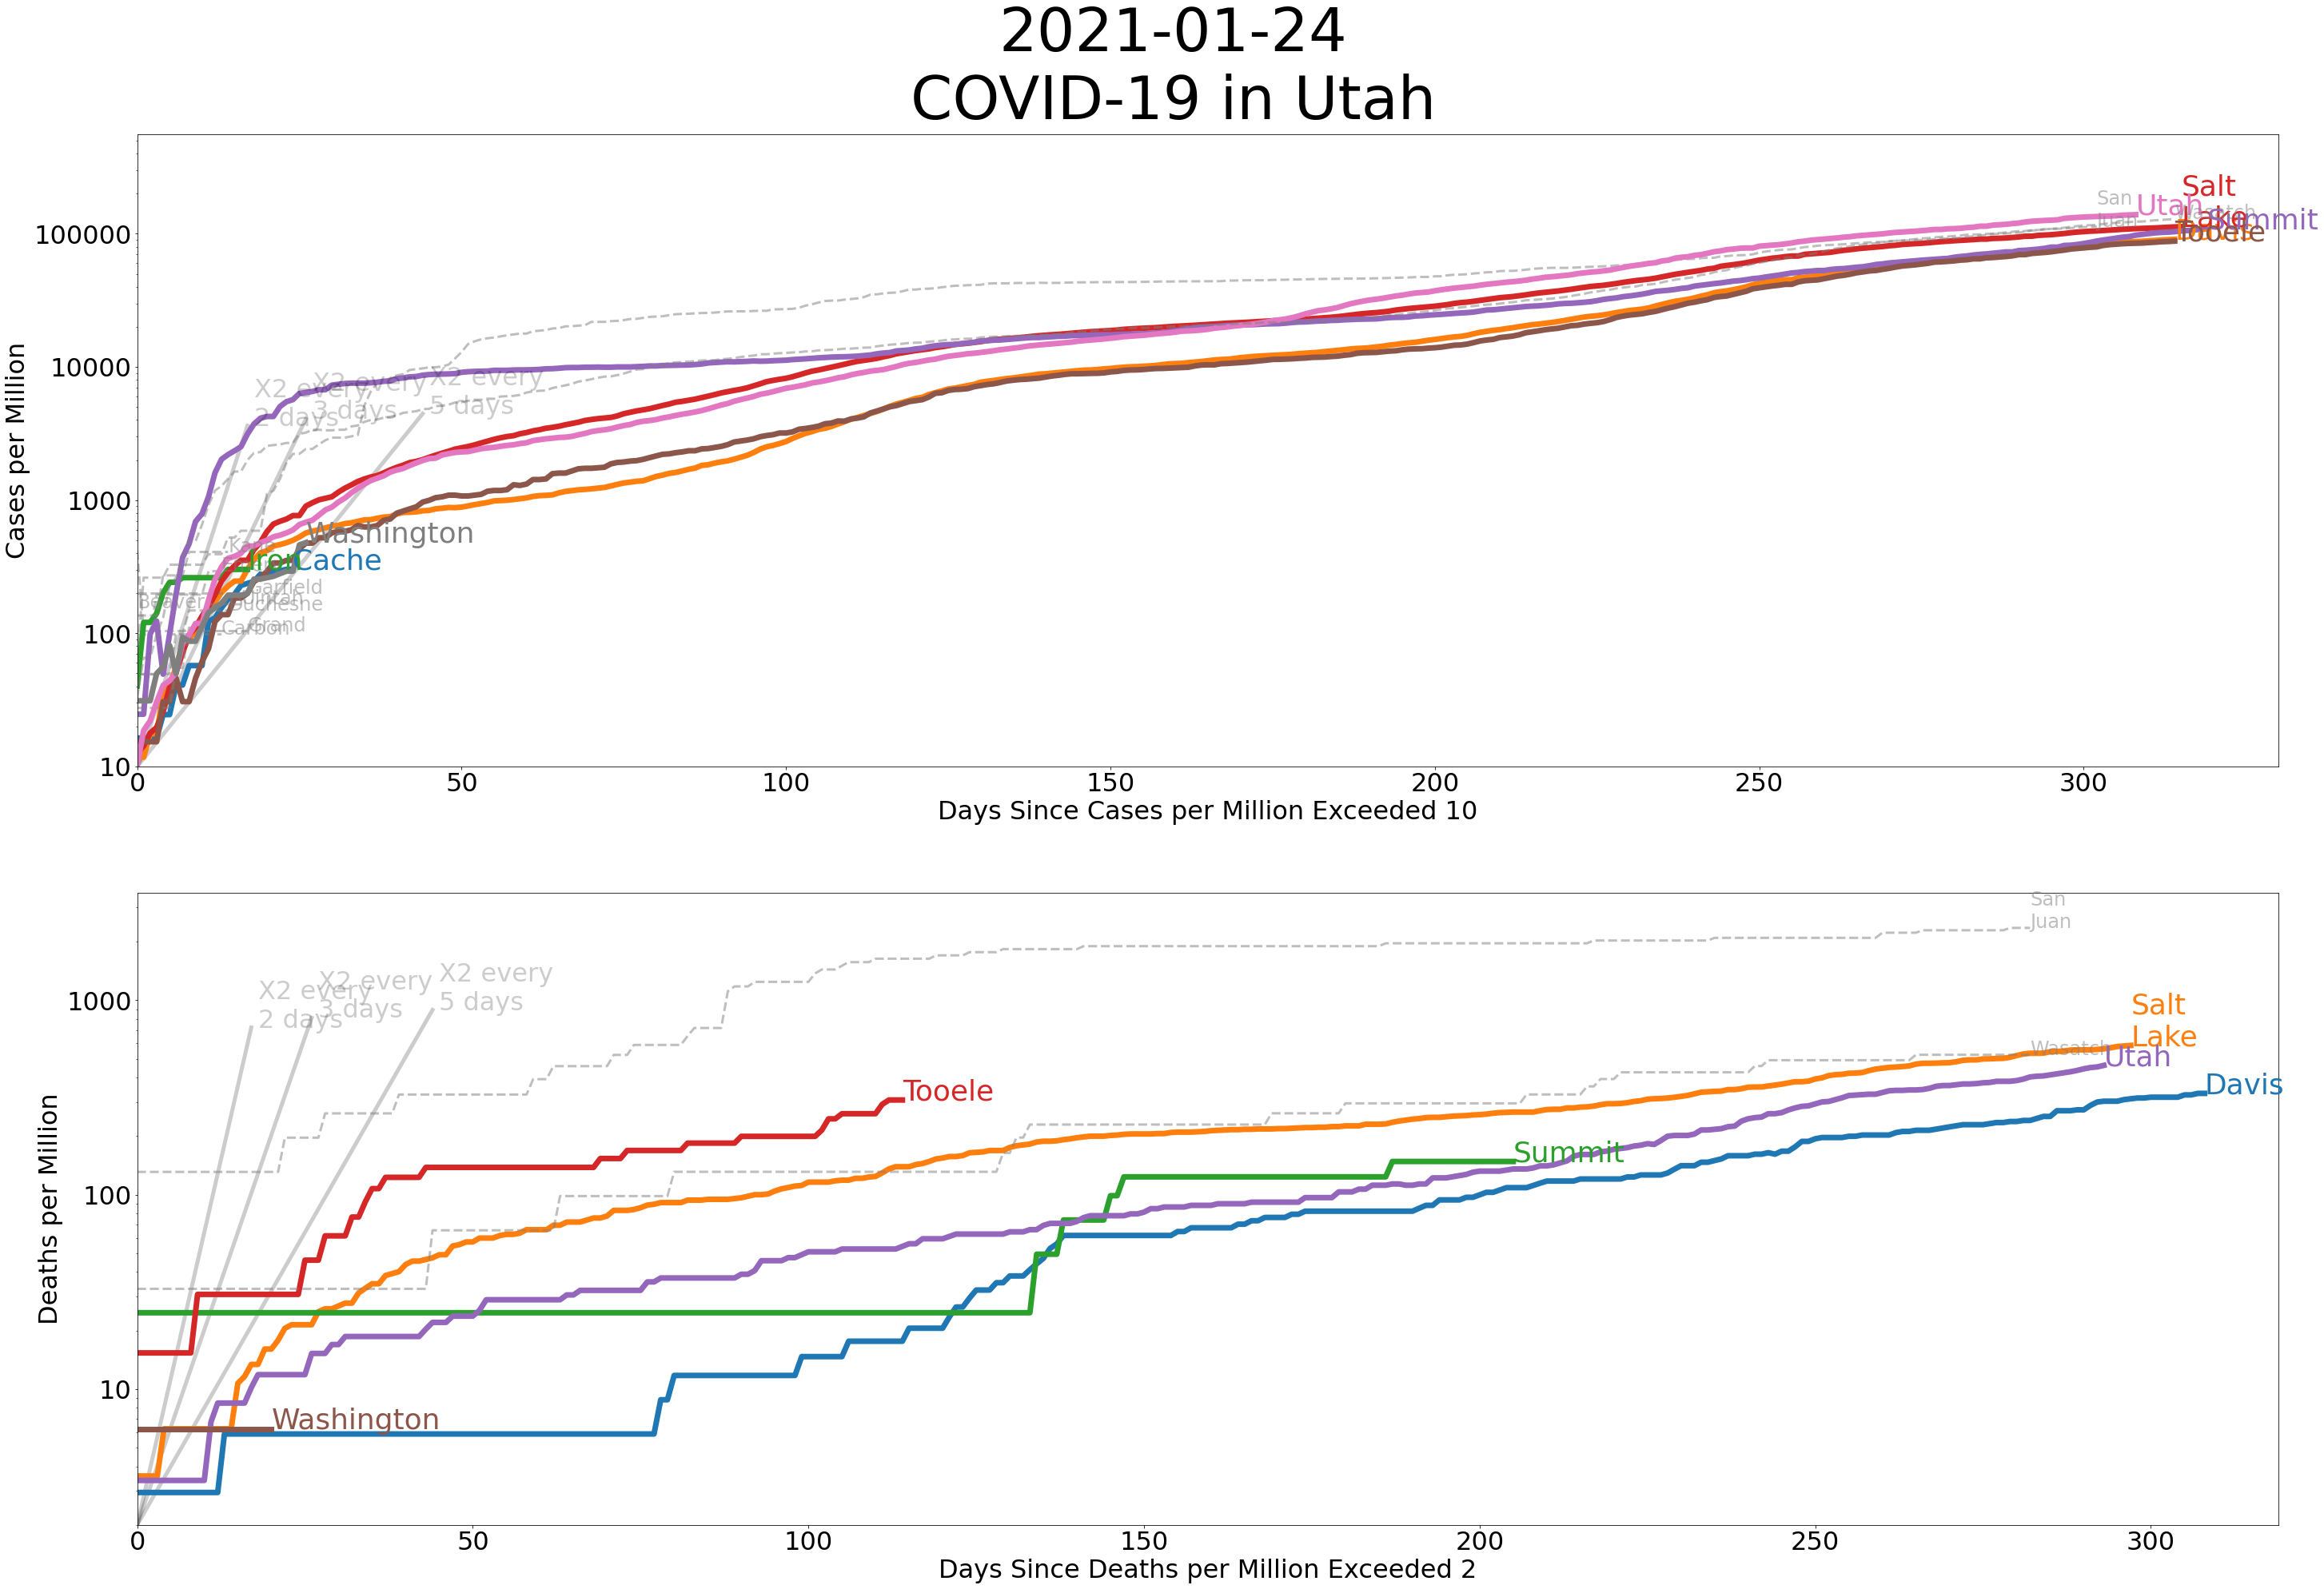 2021-01-24
COVID-19 in Utah
Cases per Million
100000
10000
1000
100
10
X2 every
2 days
X2 every
3 days
X2 every
5 days
Washington
Iron
Cache
Garfield
Duchesne
Beaver
Grand
Carbon
San
Juan
Utah
Salt
Lake
Wasatch
Summit
Davis
Tooele
0
50
100
150
200
250
300
Days Since Cases per Million Exceeded 10
Deaths per Million
1000
100
10
X2 every
2 days
X2 every
3 days
X2 every
5 days
San
Juan
Salt
Lake
Wasatch
Utah
Davis
Tooele
Summit
Washington
0
50
100
150
200
250
300
Days Since Deaths per Million Exceeded 2